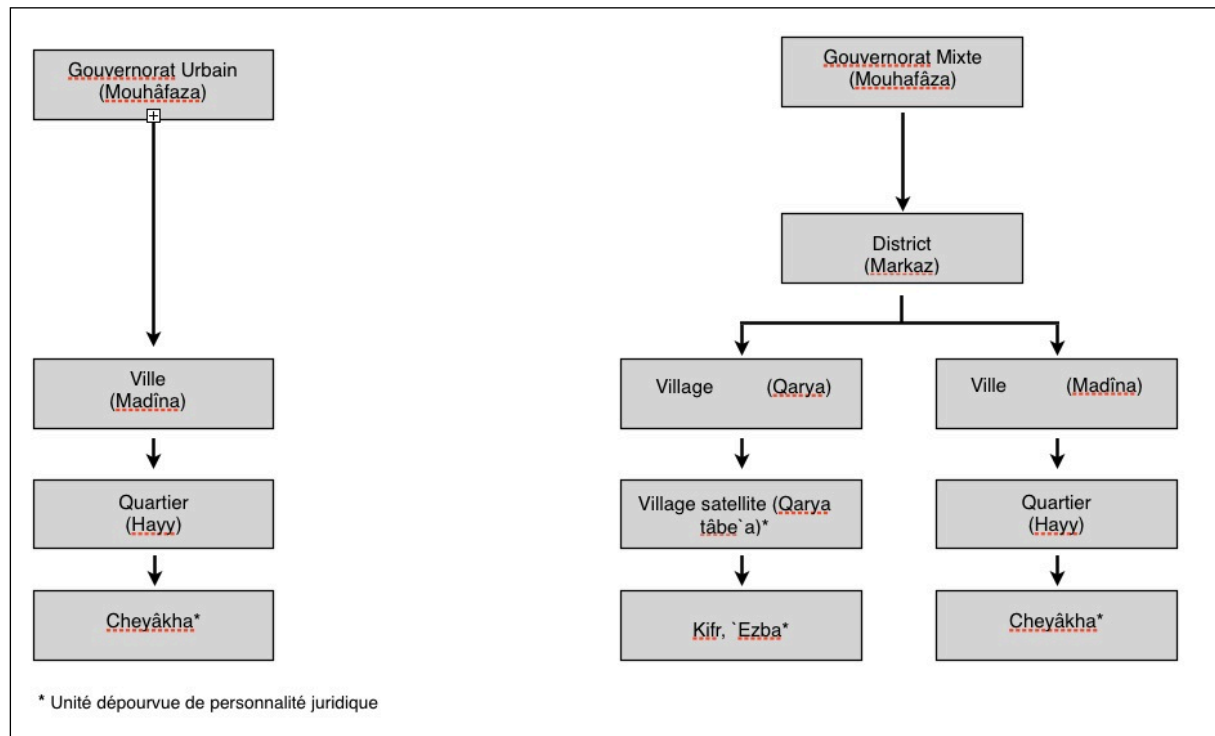 Gouvernorat Urbain
(Mouhâfaza)
Ville
(Madîna)
Quartier
(Hayy)
Cheyâkha*
Gouvernorat Mixte
(Mouhafâza)
District
(Markaz)
Village (Qarya)
Village satellite (Qarya
tâbe`a)*
Kifr, `Ezba*
Ville (Madîna)
Quartier
(Hayy)
Cheyâkha*
* Unité dépourvue de personnalité juridique